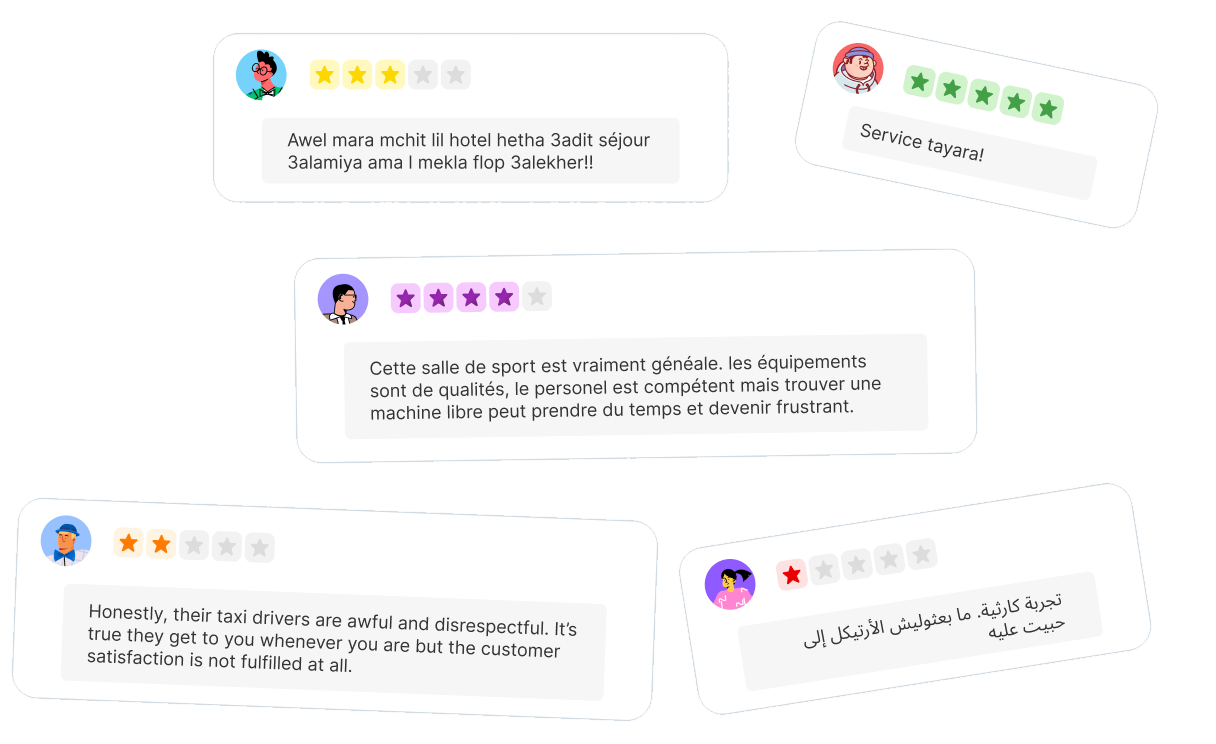 Awel mara mchit lil hotel hetha 3adit séjour
3alamiya ama l mekla flop 3alekher!!
Service tayara!
Cette salle de sport est vraiment généale. les équipements
sont de qualités, le personel est compétent mais trouver une
machine libre peut prendre du temps et devenir frustrant.
Honestly, their taxi drivers are awful and disrespectful. It’s
true they get to you whenever you are but the customer
satisfaction is not fulfilled at all.
تجربة كارثية. ما بعثوليش الأرتيكل إلى
حبيت عليه